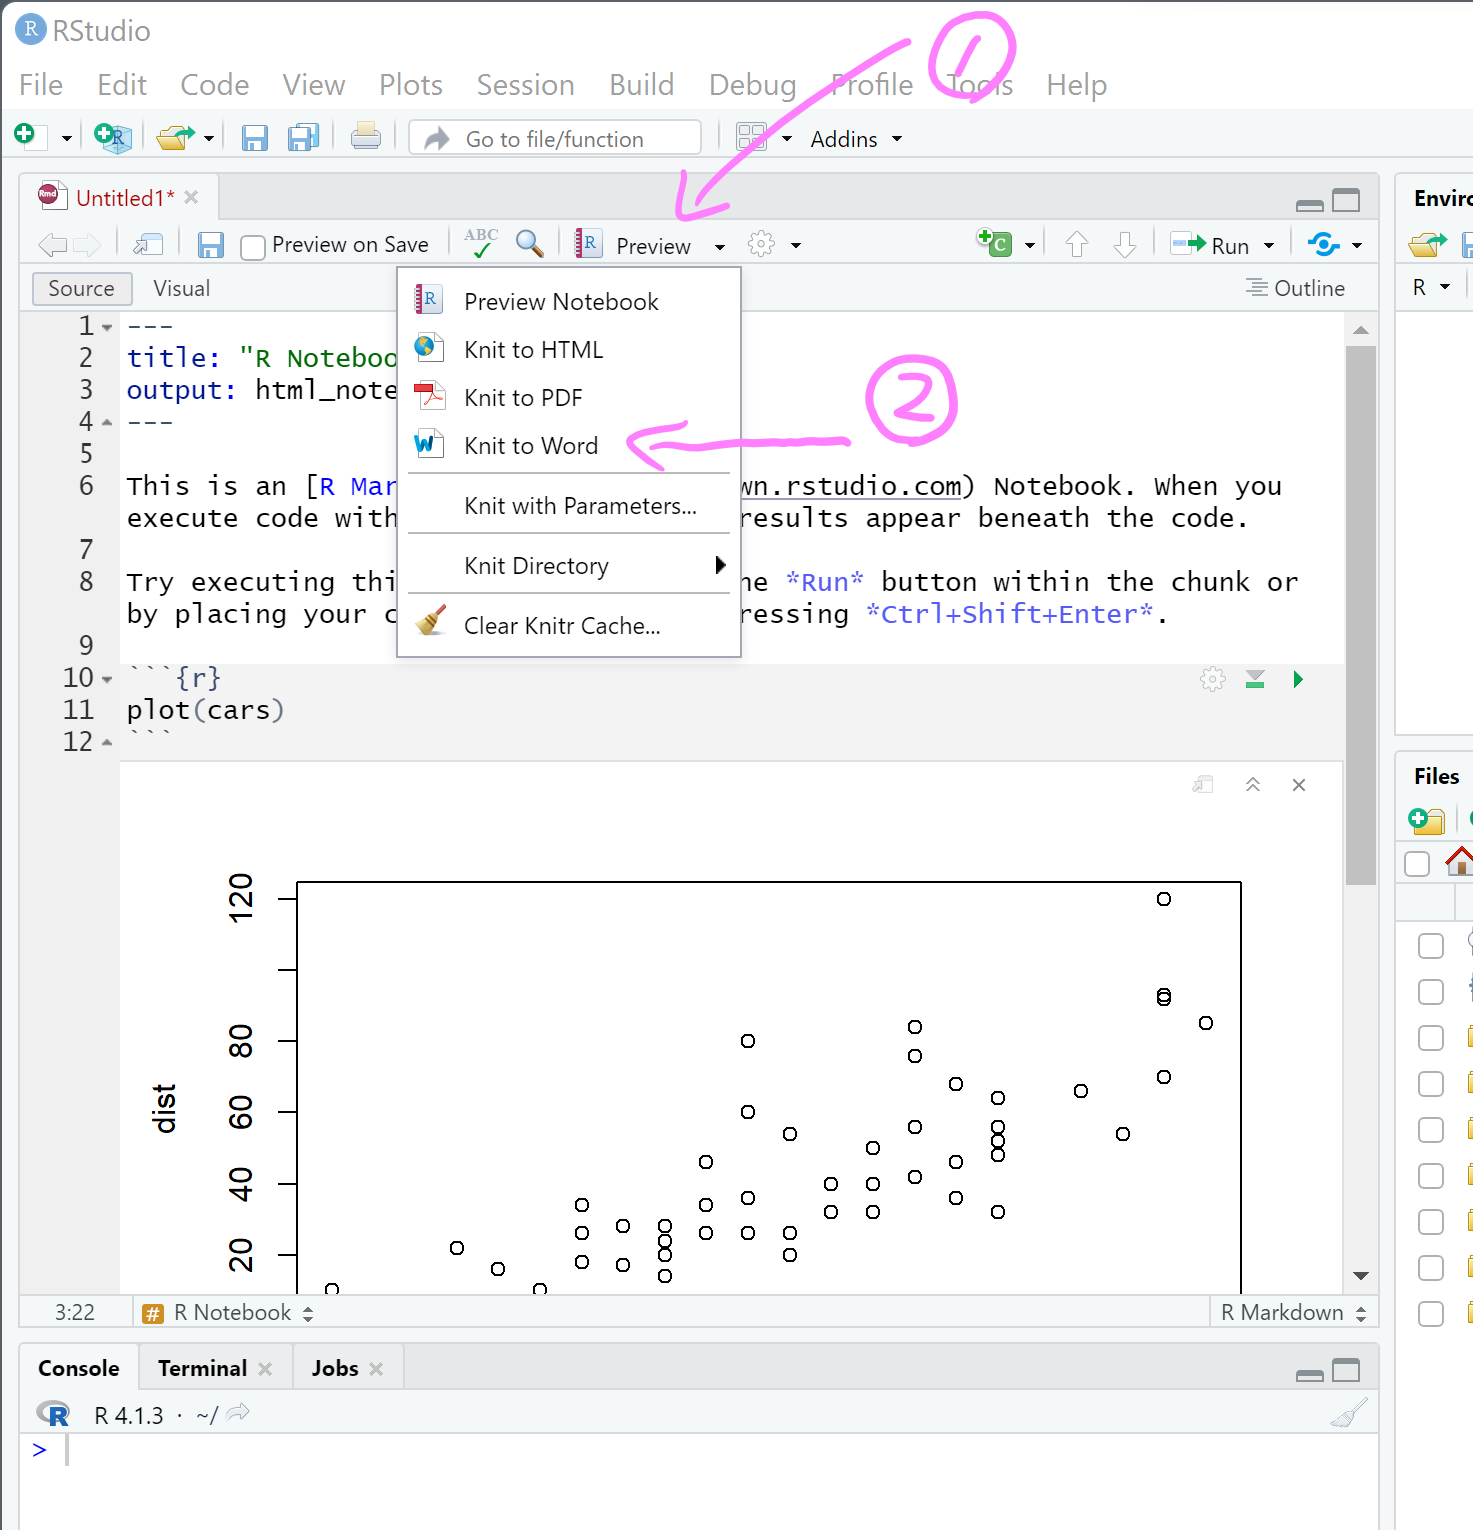 RStudio
File Edit Code View Plots Session Build Debug Profile Tools Help
1
Go to file/function Addins
Untitled1* Enviro
Preview on Save ABC Preview Run
Source Visual Outline R
Preview Notebook
Knit to HTML
Knit to PDF
Knit to Word
Knit with Parameters...
Knit Directory
Clear Knitr Cache...
2
1 ---
2 title: "R Noteboo
3 output: html_note
4 ---
5
6 This is an [R Mar wn.rstudio.com) Notebook. When you
execute code with results appear beneath the code.
7
8 Try executing thi he *Run* button within the chunk or
by placing your c ressing *Ctrl+Shift+Enter*.
9
10 ```{r}
11 plot(cars)
12 ```
Files
120
80
60
40
20
dist
3:22 R Notebook R Markdown
Console Terminal Jobs
R 4.1.3 · ~/
>